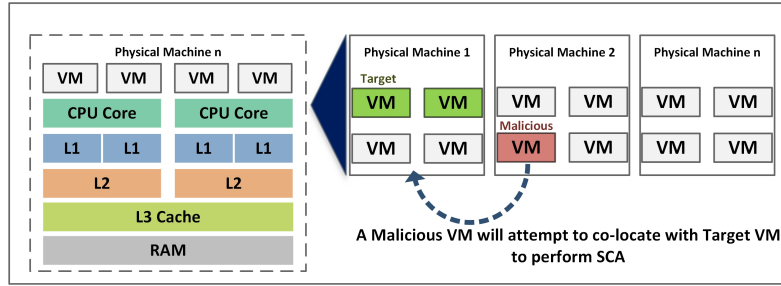 Physical Machine n
VM VM VM VM
CPU Core CPU Core
L1 L1 L1 L1
L2 L2
L3 Cache
RAM
Physical Machine 1
Target
VM VM
VM VM
Physical Machine 2
VM VM
Malicious
VM VM
Physical Machine n
VM VM
VM VM
A Malicious VM will attempt to co-locate with Target VM
to perform SCA